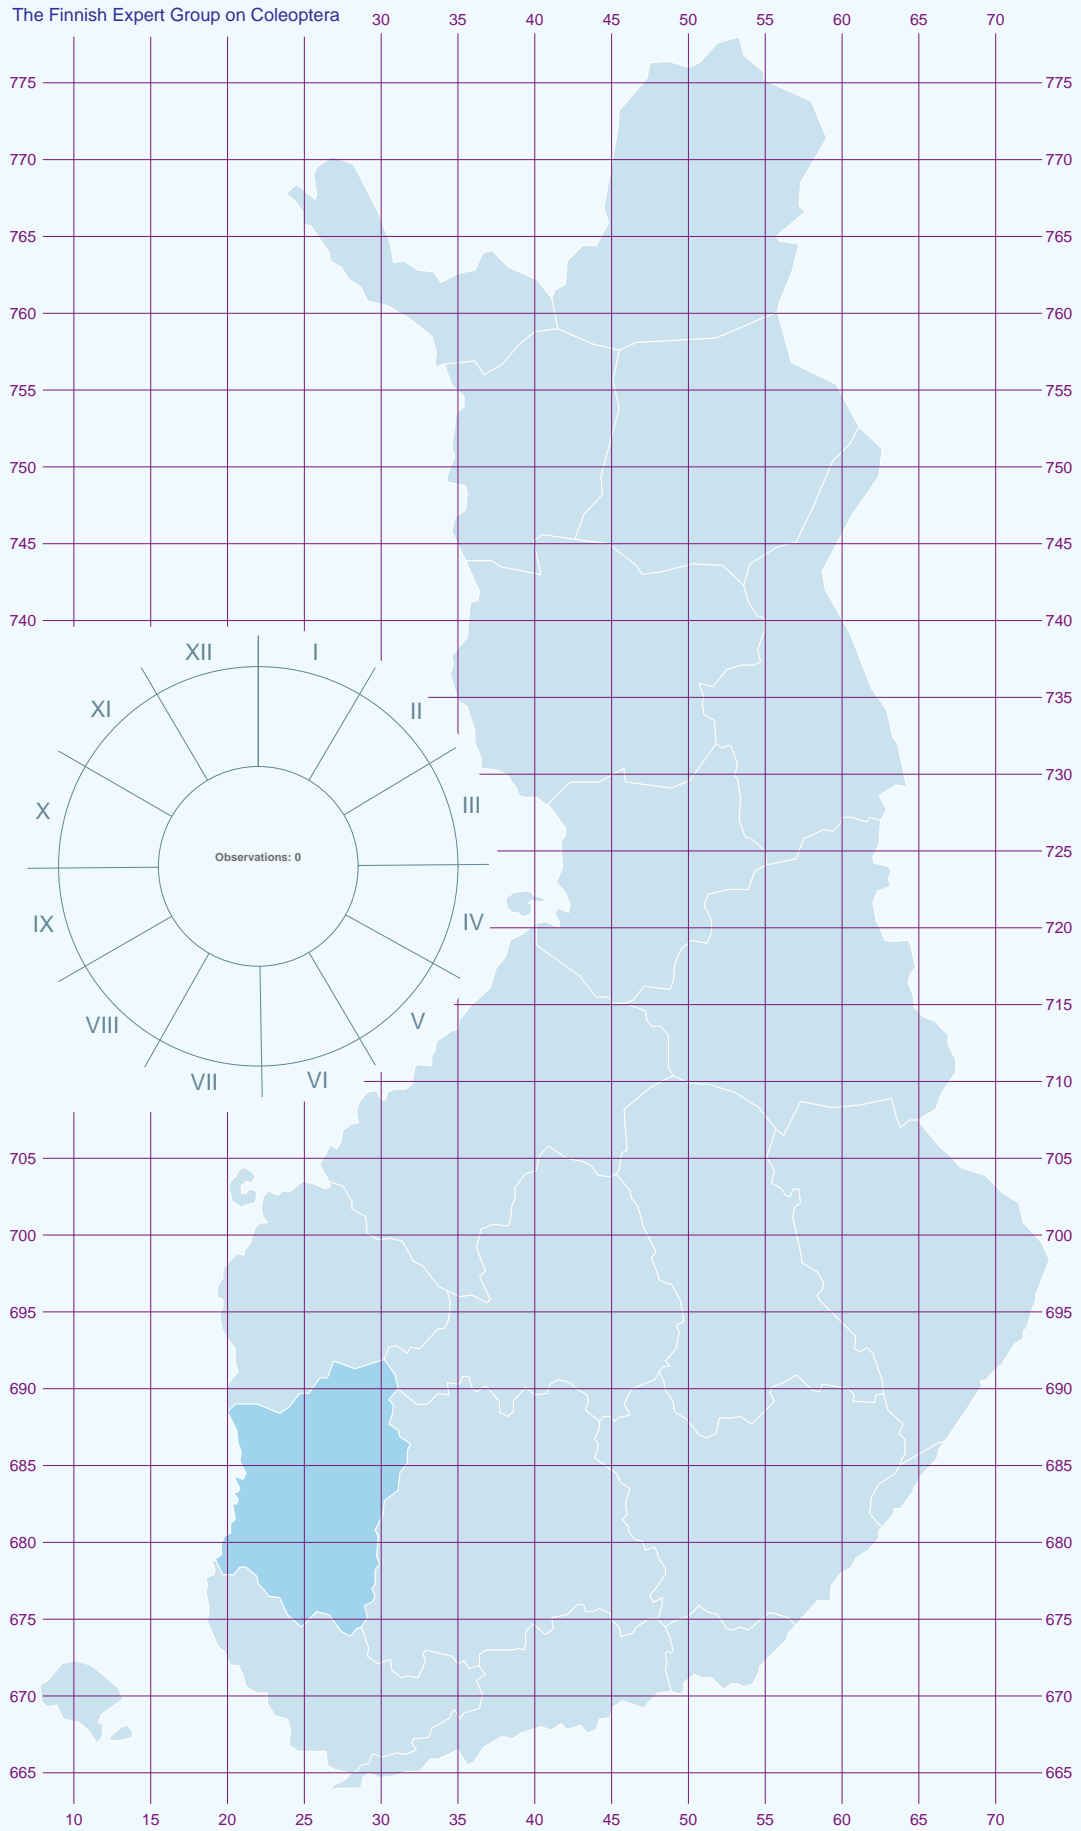 The Finnish Expert Group on Coleoptera
30 35 40 45 50 55 60 65 70
775 775
770 770
765 765
760 760
755 755
750 750
745 745
740 740
XII I
XI II
735
730
X III
Observations: 0
725
IX IV
720
VIII V
715
VII VI
710
705 705
700 700
695 695
690 690
685 685
680 680
675 675
670 670
665 665
10 15 20 25 30 35 40 45 50 55 60 65 70